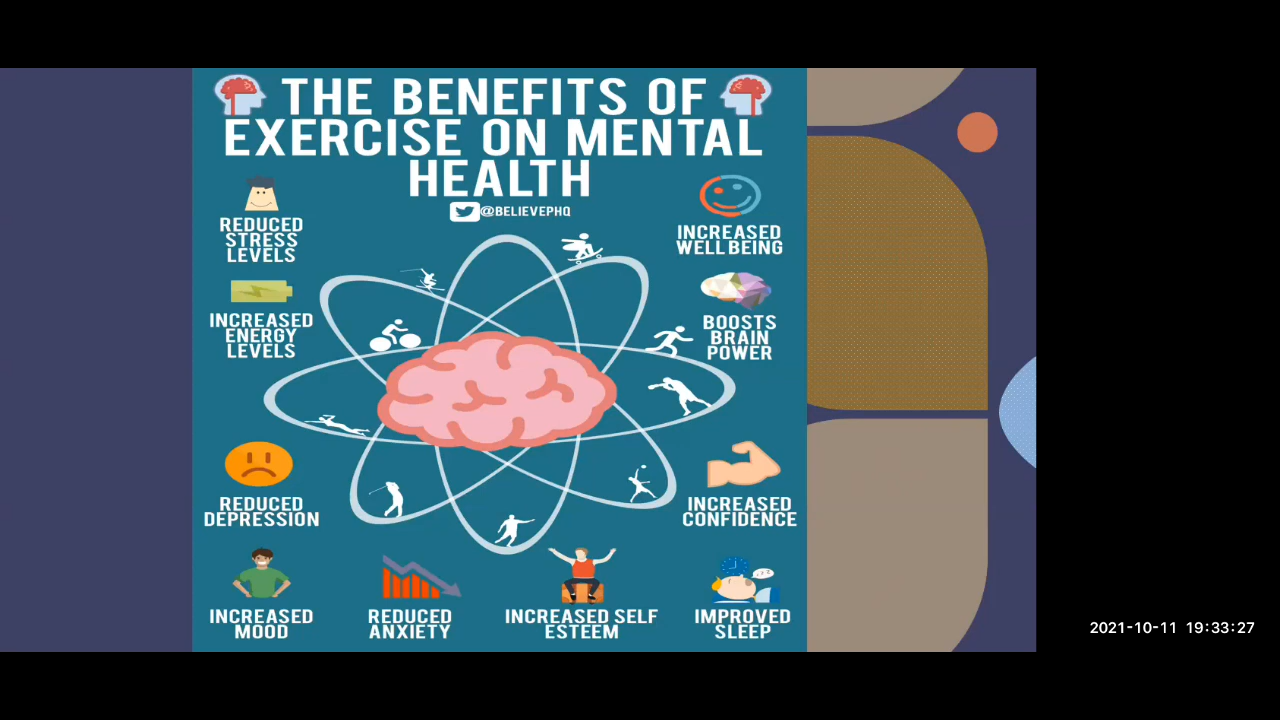 THE BENEFITS OF
EXERCISE ON MENTAL
HEALTH
@BELIEVEPHQ
REDUCED
STRESS
LEVELS
INCREASED
WELL BEING
INCREASED
ENERGY
LEVELS
BOOSTS
BRAIN
POWER
REDUCED
DEPRESSION
INCREASED
CONFIDENCE
INCREASED
MOOD
REDUCED
ANXIETY
INCREASED SELF
ESTEEM
IMPROVED
SLEEP
2021-10-11 19:33:27